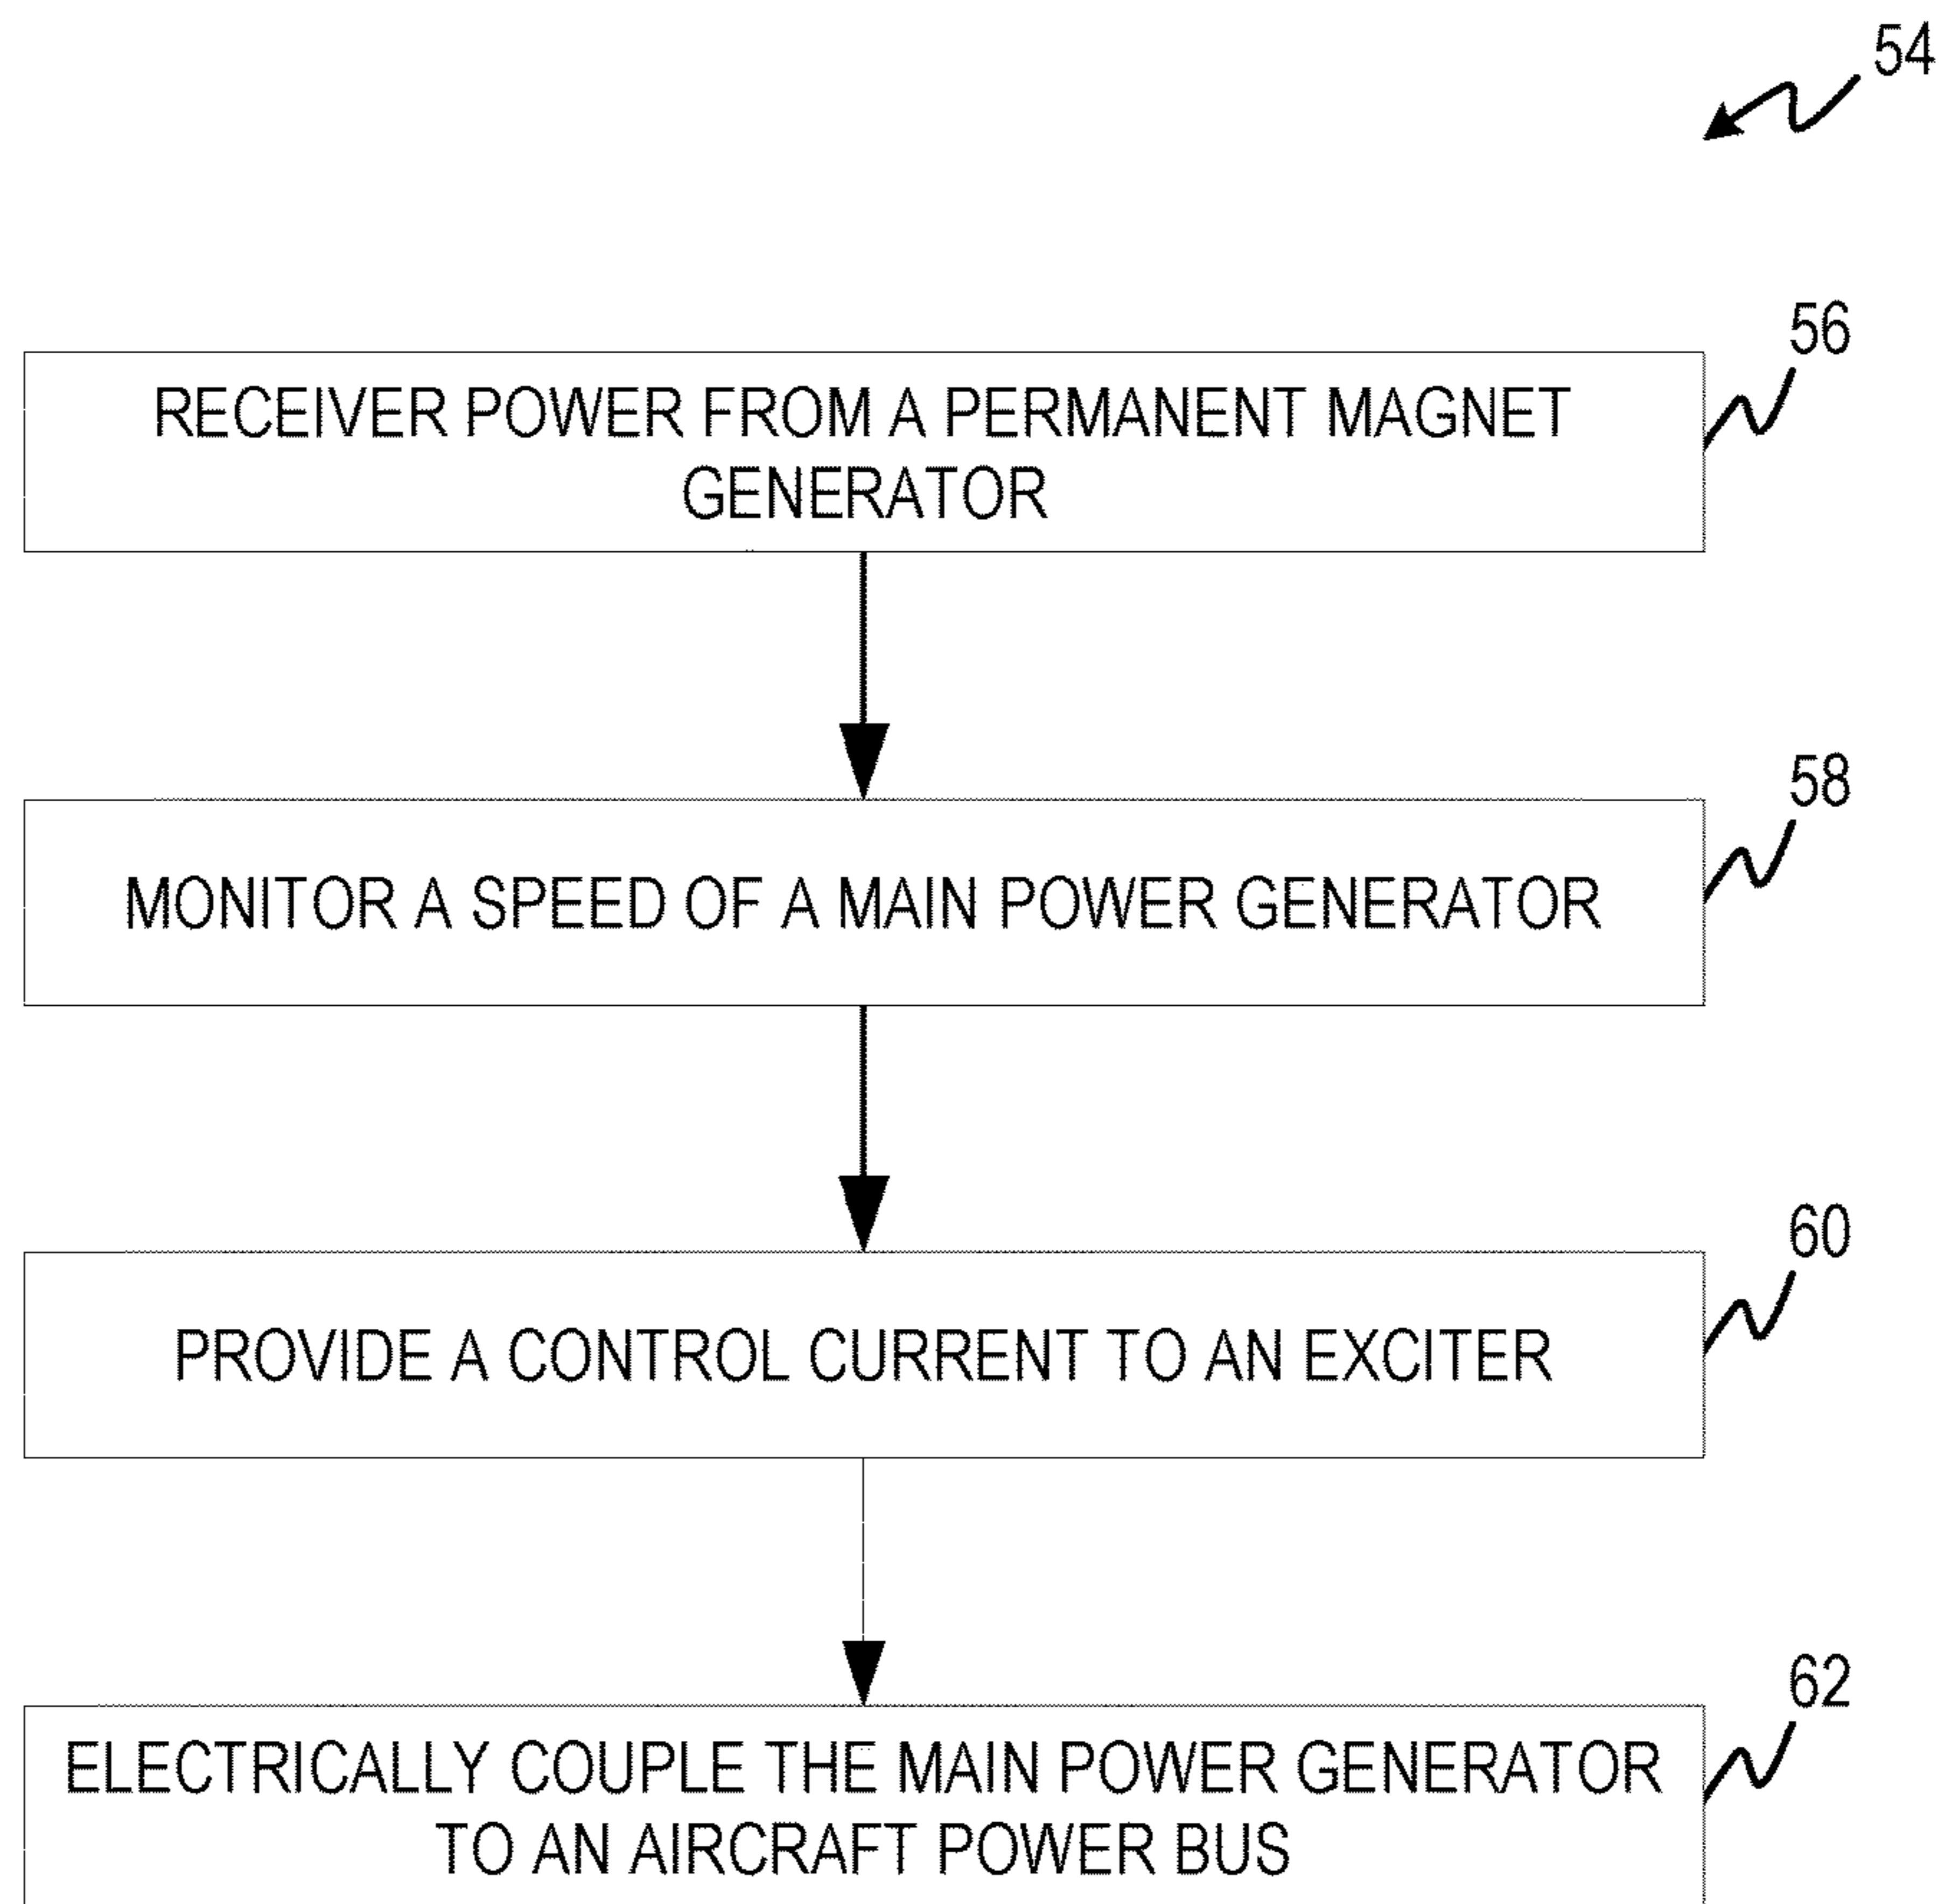 54
56
RECEIVER POWER FROM A PERMANENT MAGNET
GENERATOR
58
MONITOR A SPEED OF A MAIN POWER GENERATOR
60
PROVIDE A CONTROL CURRENT TO AN EXCITER
62
ELECTRICALLY COUPLE THE MAIN POWER GENERATOR
TO AN AIRCRAFT POWER BUS